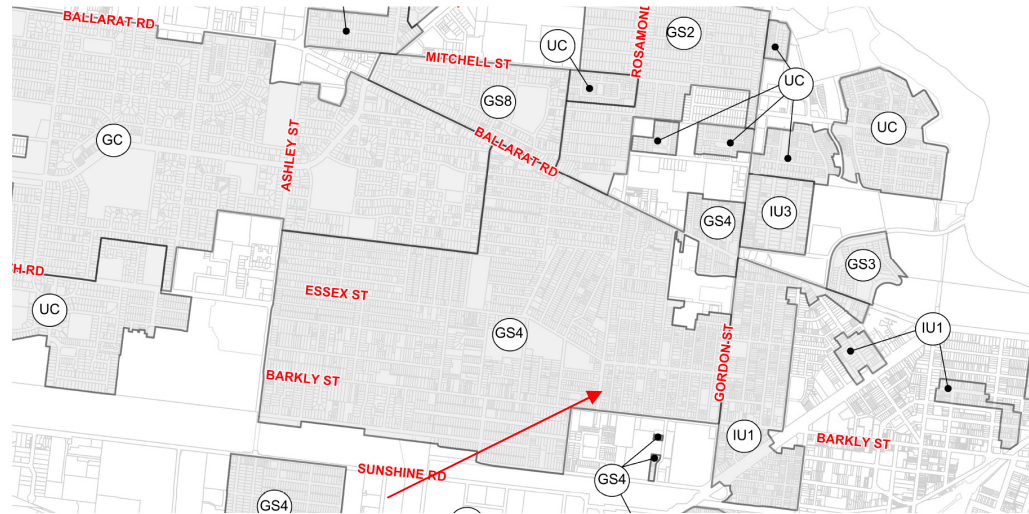 BALLARAT RD
MITCHELL ST
UC
ROSAMOND
GS2
UC
GS8
GC
ASHLEY ST
BALLARAT RD
UC
GS4
IU3
GS3
H RD
UC
ESSEX ST
GS4
IU1
GORDON ST
BARKLY ST
IU1
BARKLY ST
SUNSHINE RD
GS4
GS4